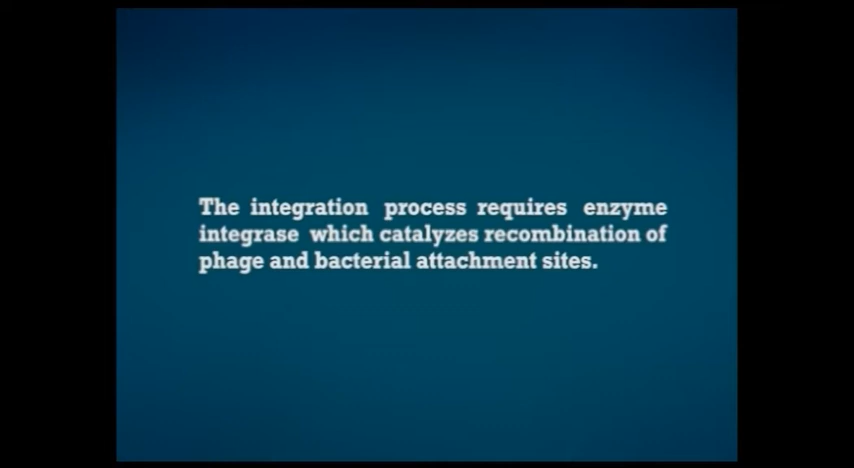 The integration process requires enzyme
integrase which catalyzes recombination of
phage and bacterial attachment sites.